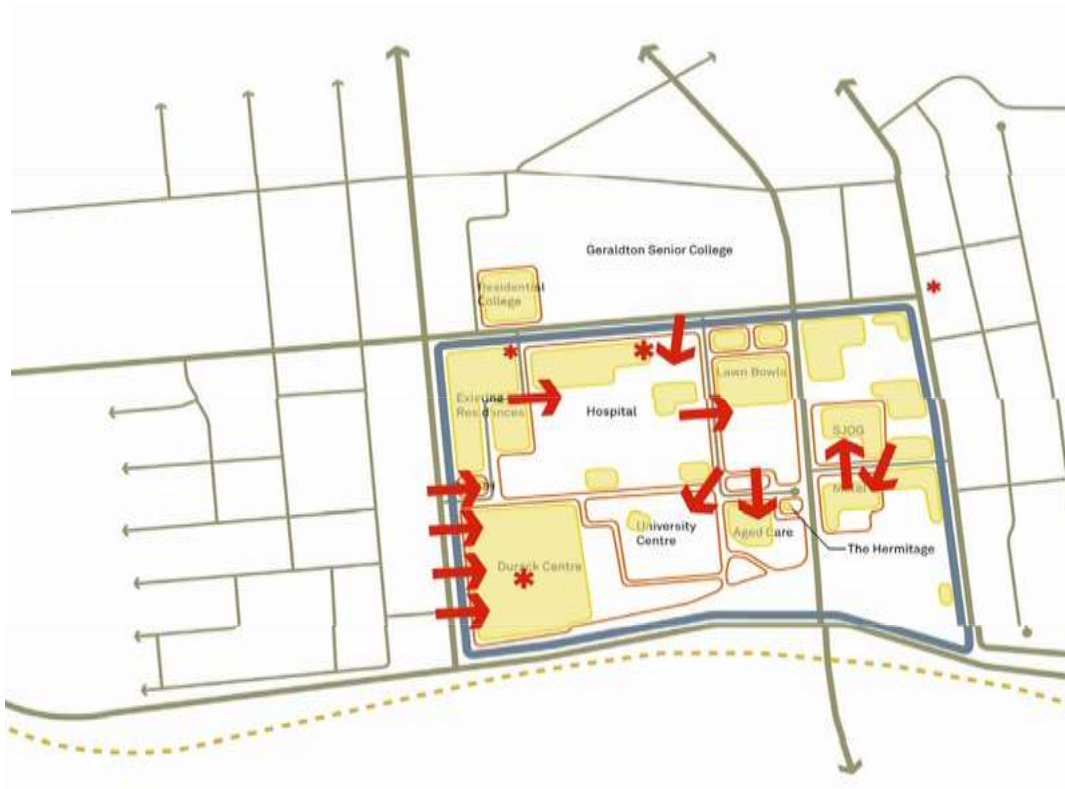 Geraldton Senior College
Residential
College
Lawn Bowls
Existing
Residences
Hospital
SJOG
Motel
University
Centre
Aged Care
The Hermitage
Durack Centre